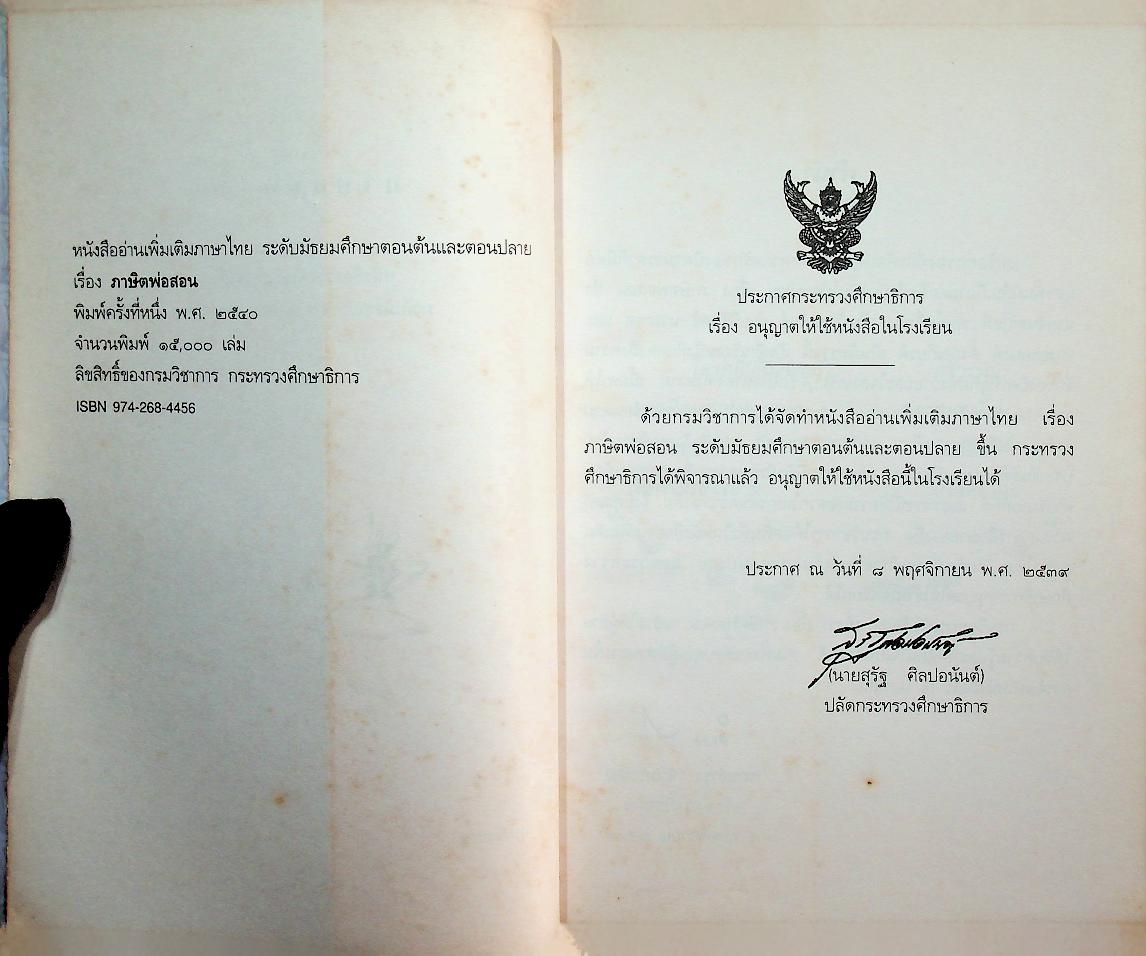 หนังสืออ่านเพิ่มเติมภาษาไทย ระดับมัธยมศึกษาตอนต้นและตอนปลาย
เรื่อง ภาษิตพ่อสอน
พิมพ์ครั้งที่หนึ่ง พ.ศ. ๒๕๔๐
จำนวนพิมพ์ ๑๕,๐๐๐ เล่ม
ลิขสิทธิ์ของกรมวิชาการ กระทรวงศึกษาธิการ
ISBN 974-268-4456
ประกาศกระทรวงศึกษาธิการ
เรื่อง อนุญาตให้ใช้หนังสือในโรงเรียน
ด้วยกรมวิชาการได้จัดทำหนังสืออ่านเพิ่มเติมภาษาไทย เรื่อง
ภาษิตพ่อสอน ระดับมัธยมศึกษาตอนต้นและตอนปลาย ขึ้น กระทรวง
ศึกษาธิการได้พิจารณาแล้ว อนุญาตให้ใช้หนังสือนี้ในโรงเรียนได้
ประกาศ ณ วันที่ ๘ พฤศจิกายน พ.ศ. ๒๕๓๙
(นายสุรัฐ ศิลปอนันต์)
ปลัดกระทรวงศึกษาธิการ